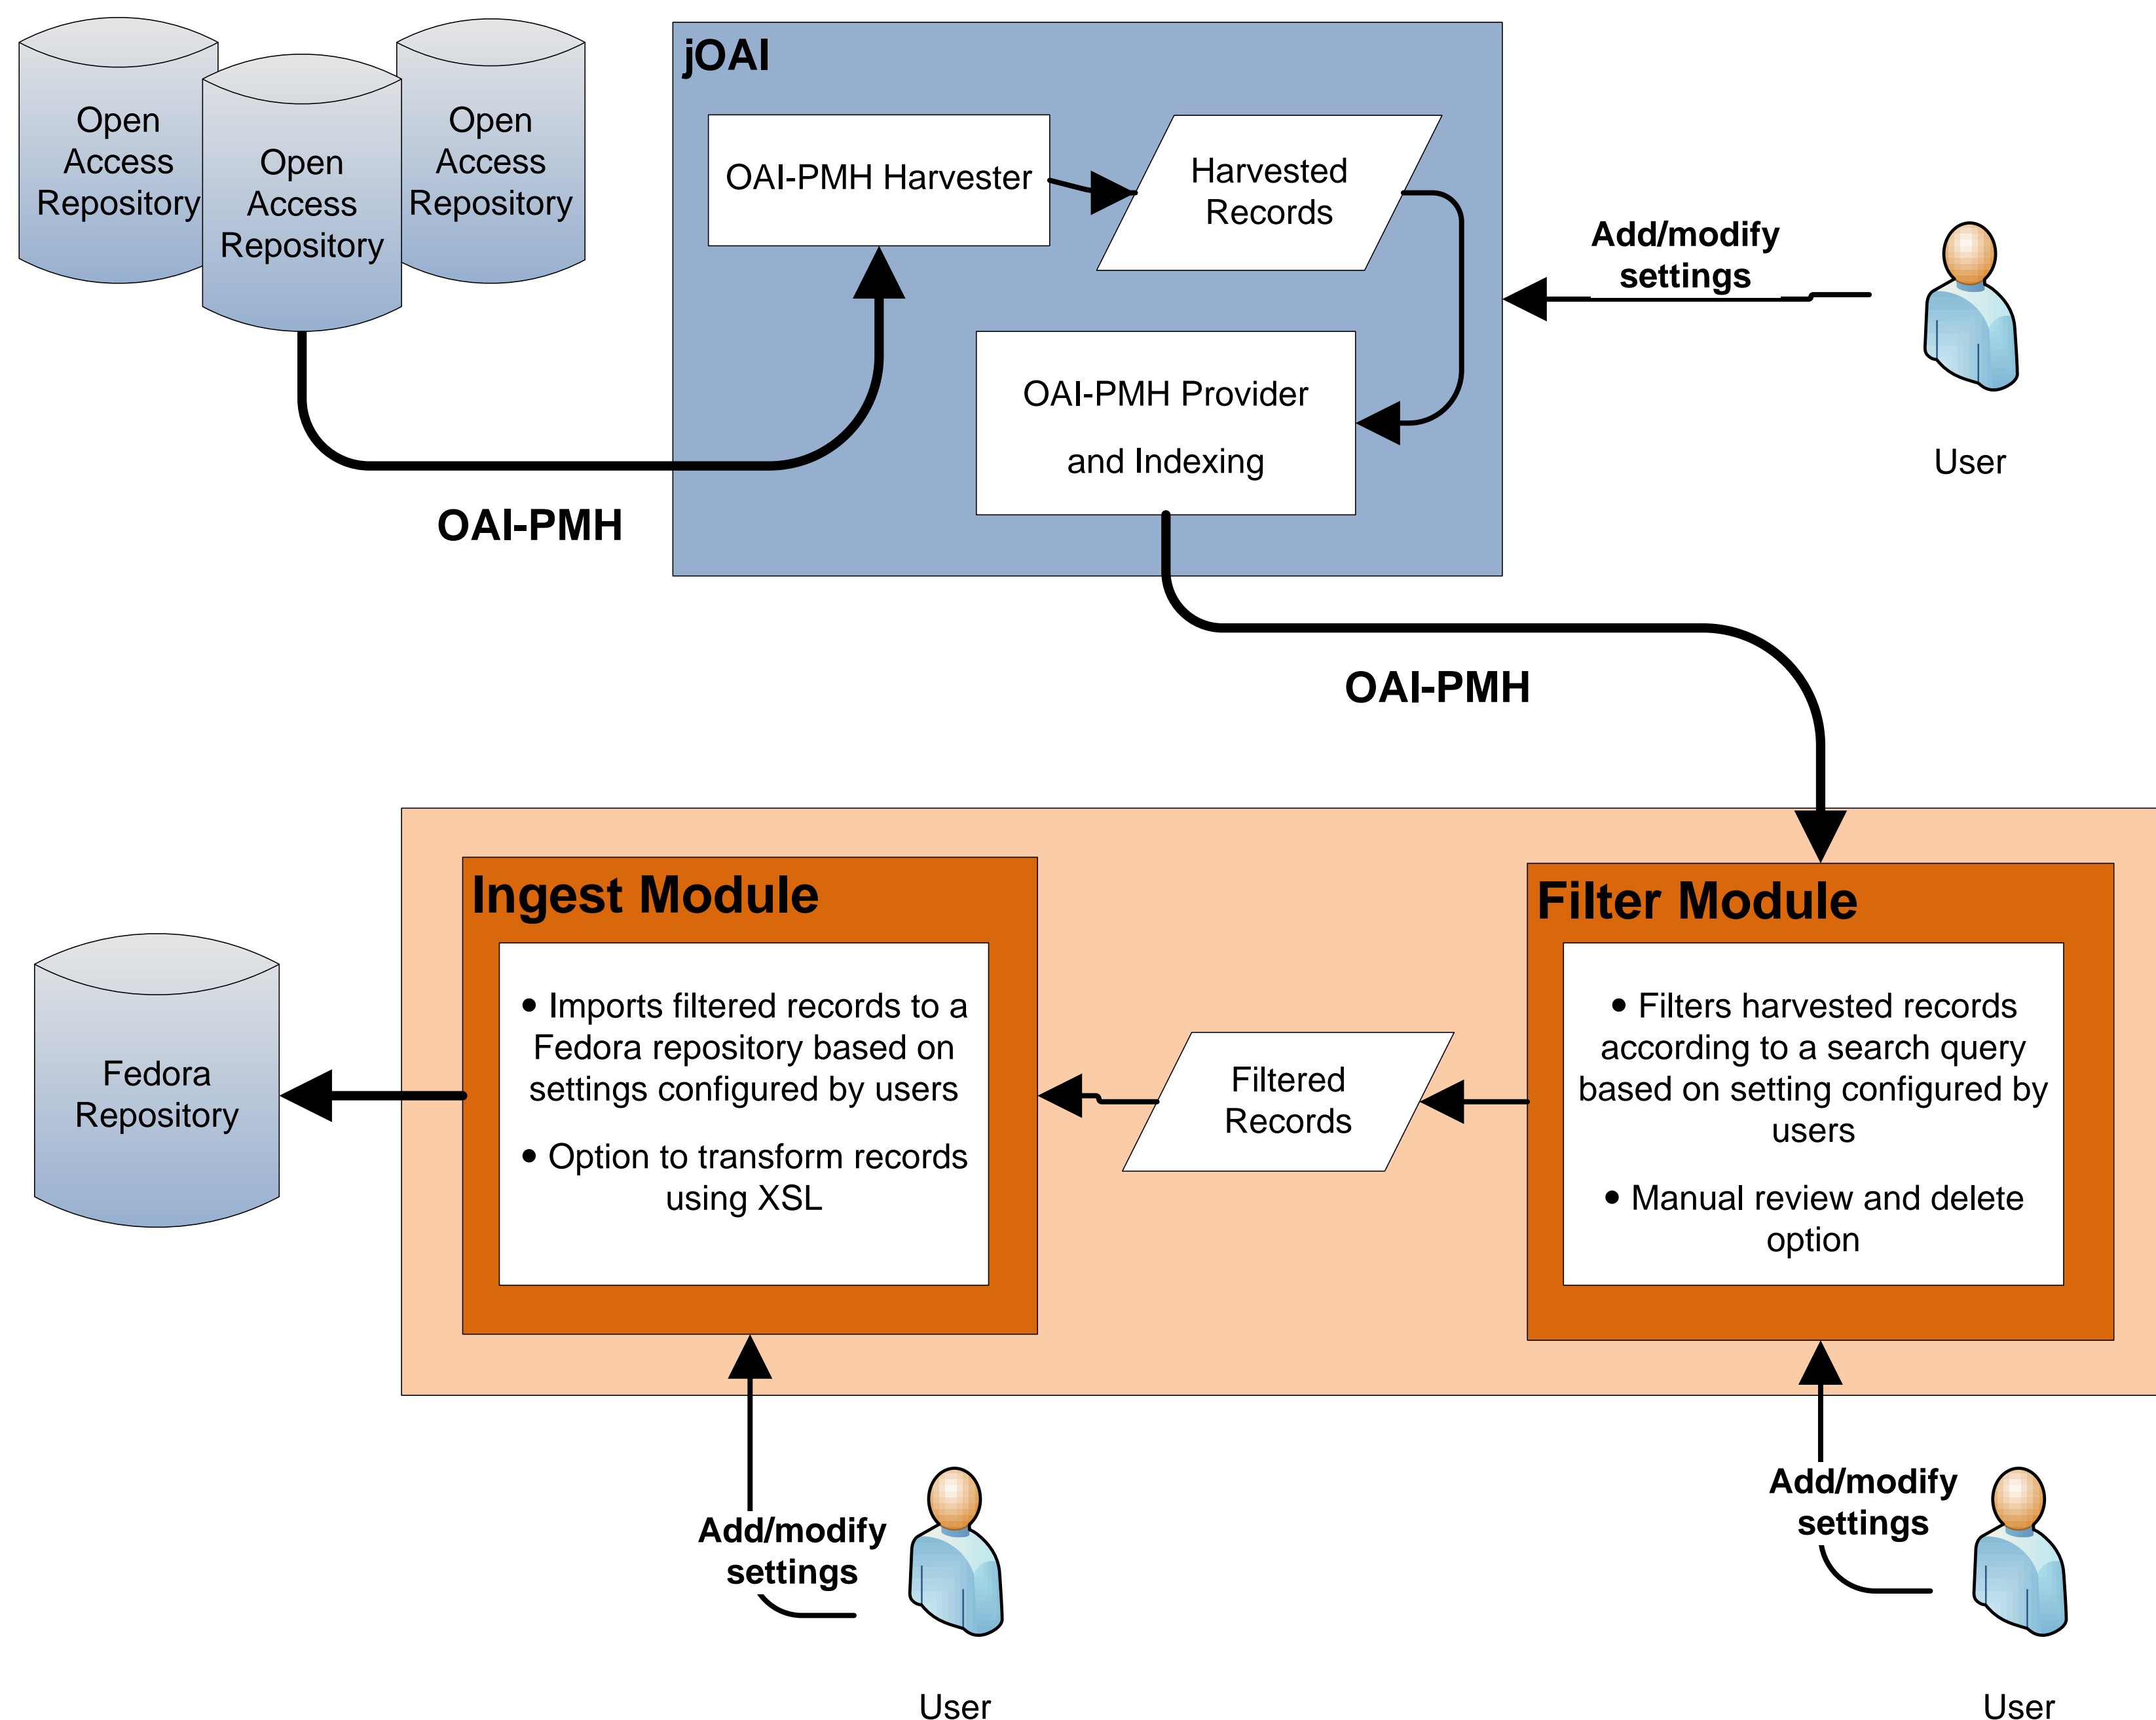 Open
Access
Repository
Open
Access
Repository
Open
Access
Repository
jOAI
OAI-PMH Harvester
Harvested
Records
OAI-PMH Provider
and Indexing
Add/modify
settings
User
OAI-PMH
OAI-PMH
Ingest Module
• Imports filtered records to a
Fedora repository based on
settings configured by users
• Option to transform records
using XSL
Filter Module
• Filters harvested records
according to a search query
based on setting configured by
users
• Manual review and delete
option
Filtered
Records
Fedora
Repository
Add/modify
settings
User
Add/modify
settings
User